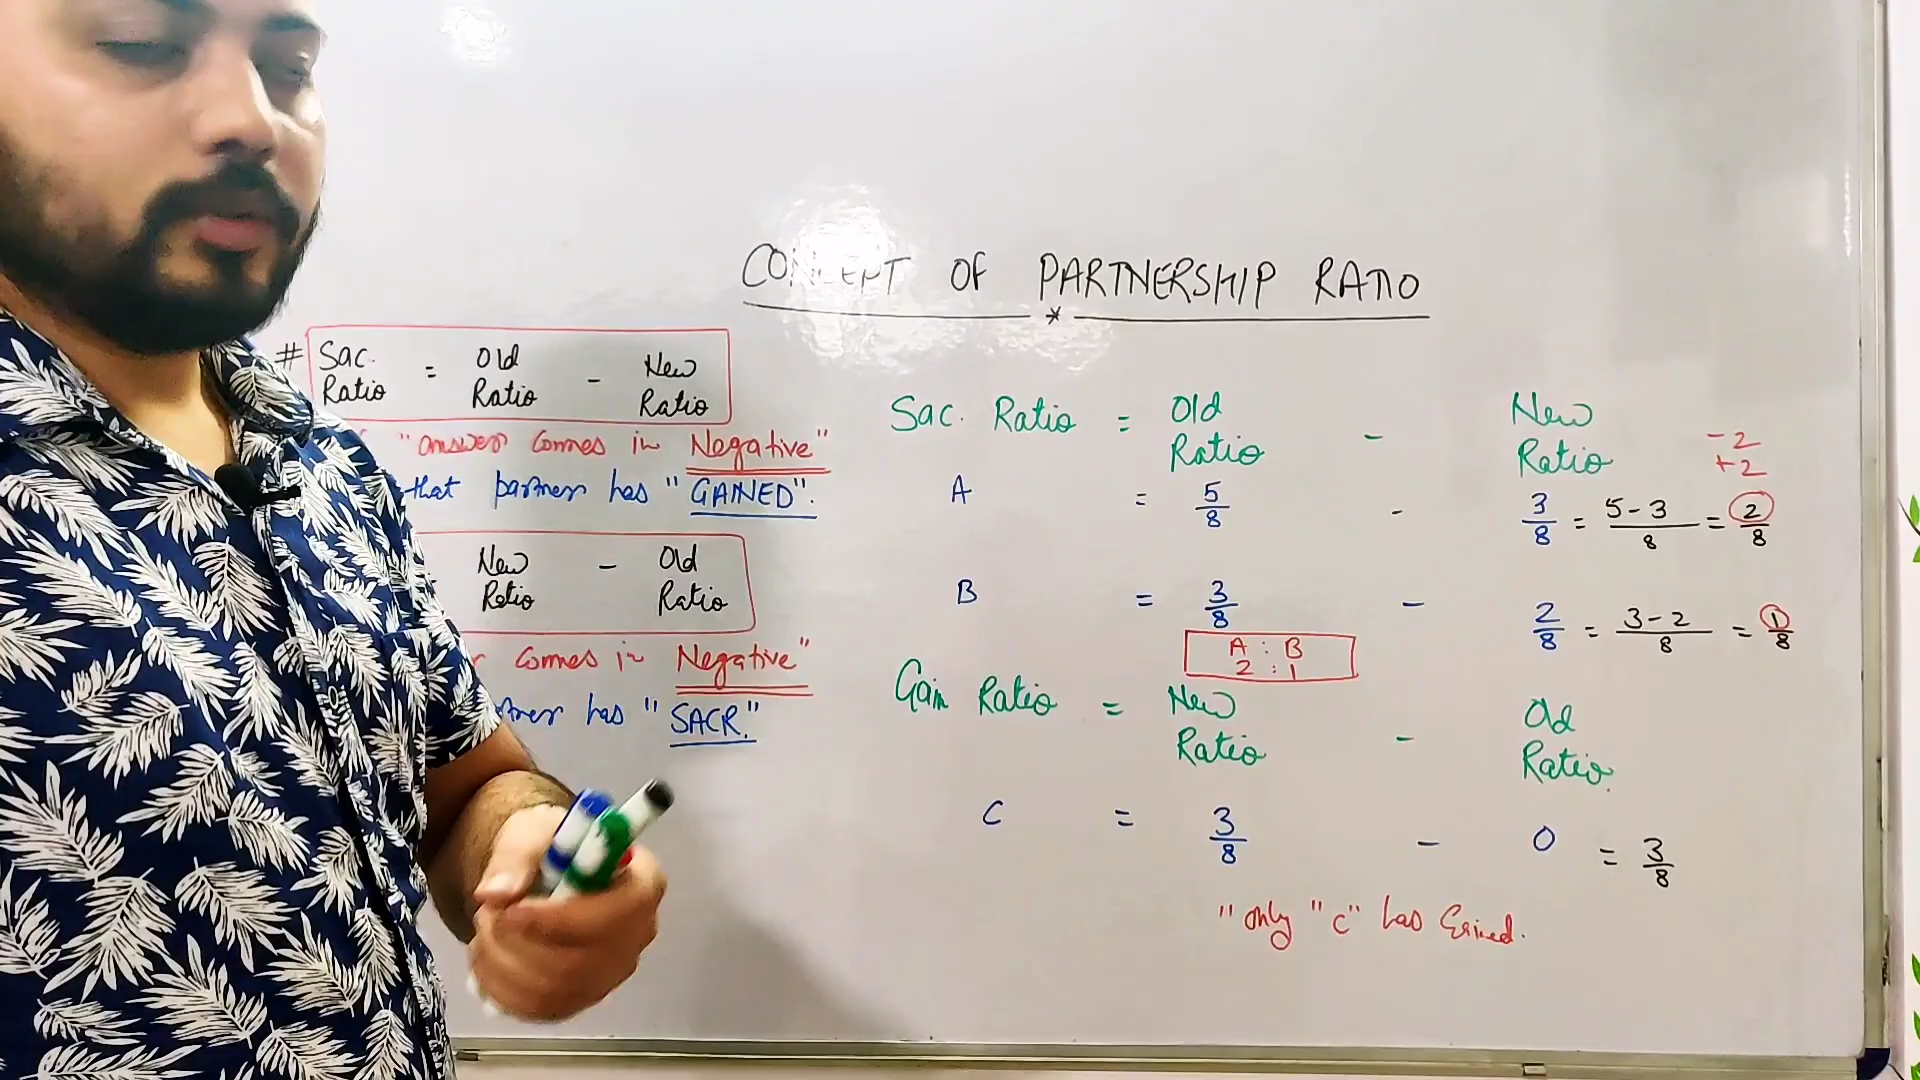 CONCEPT OF PARTNERSHIP RATIO
*
# Sac. Ratio = Old Ratio - New Ratio
"answer comes in Negative"
that partner has "GAINED".
New Ratio - Old Ratio
comes in Negative"
has "SACR."
Sac. Ratio = Old Ratio - New Ratio
-2
+2
A = 5/8 - 3/8 = 5-3/8 = 2/8
B = 3/8 - 2/8 = 3-2/8 = 1/8
A : B
2 : 1
Gain Ratio = New Ratio - Old Ratio.
C = 3/8 - 0 = 3/8
"only "C" has Gained.